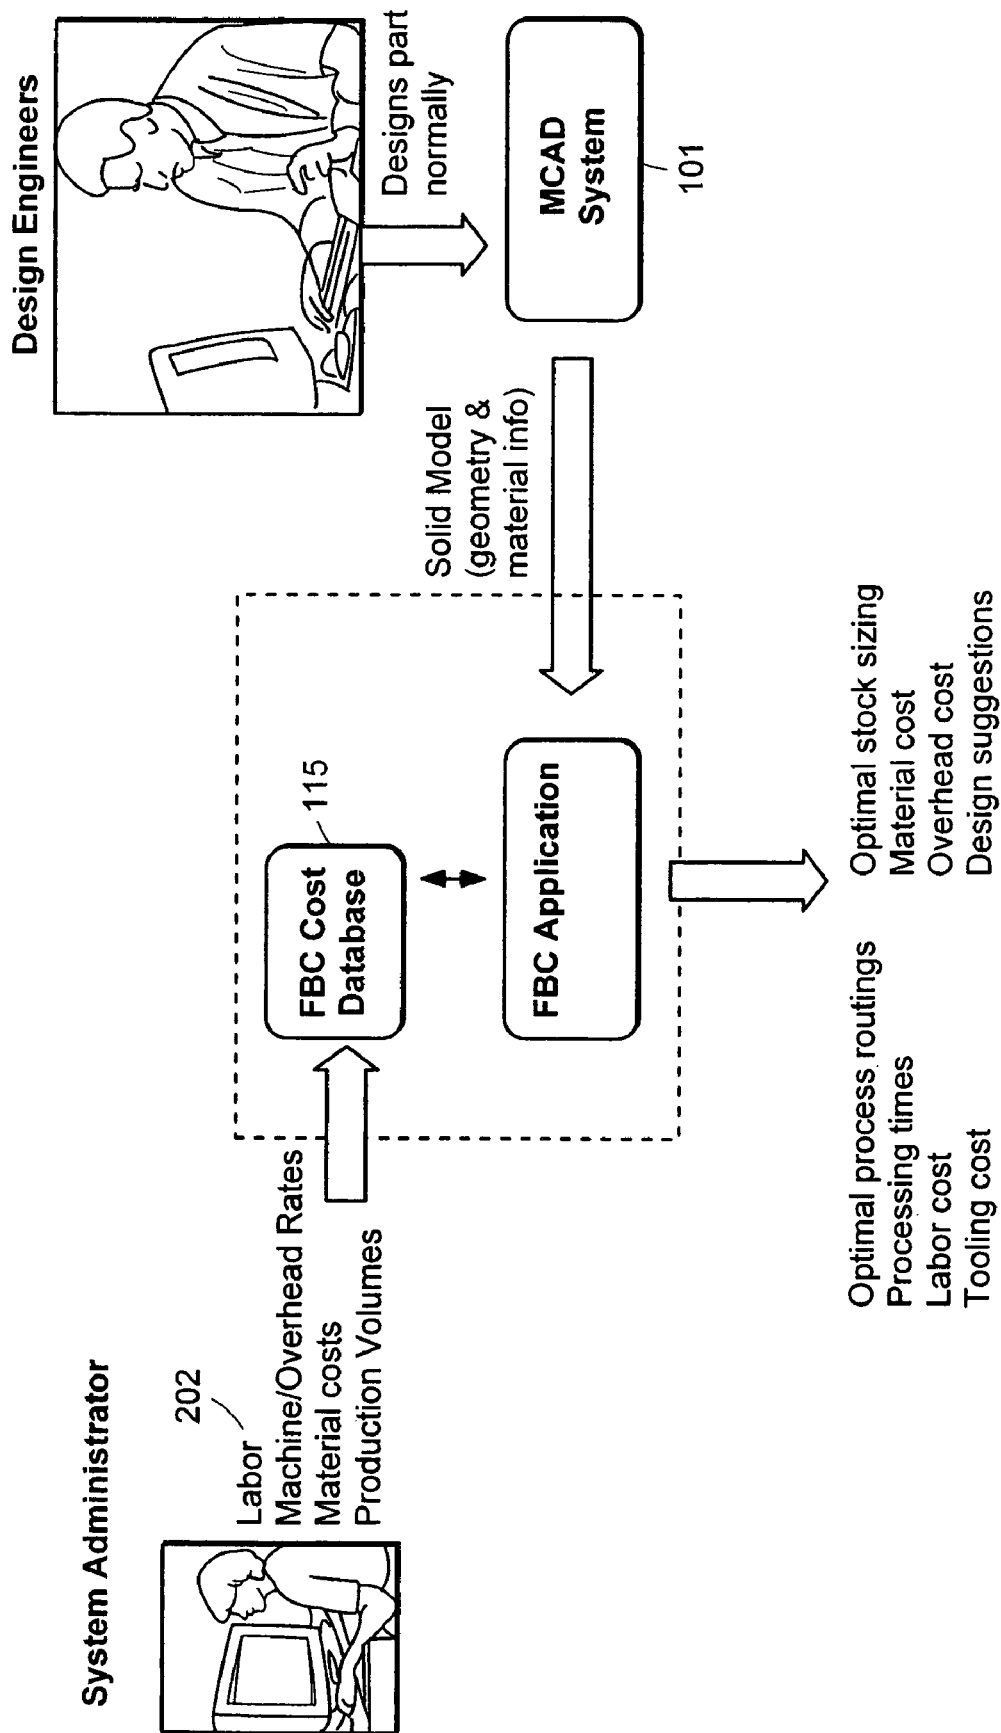 System Administrator
202
Labor
Machine/Overhead Rates
Material costs
Production Volumes
FBC Cost
Database
115
FBC Application
Solid Model
(geometry &
material info)
Design Engineers
Designs part
normally
MCAD
System
101
Optimal process routings
Processing times
Labor cost
Tooling cost
Optimal stock sizing
Material cost
Overhead cost
Design suggestions